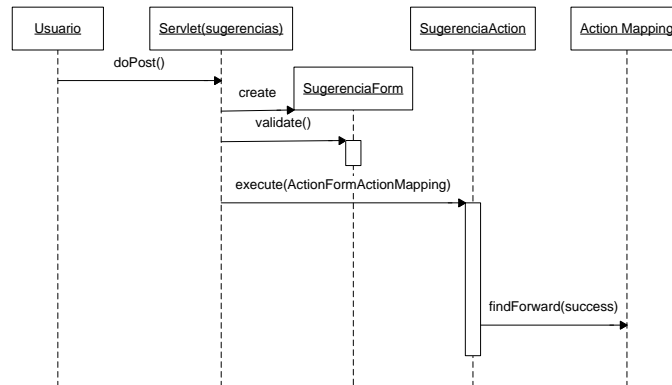 Usuario
Servlet(sugerencias)
SugerenciaAction
Action Mapping
doPost()
create
SugerenciaForm
validate()
execute(ActionFormActionMapping)
findForward(success)